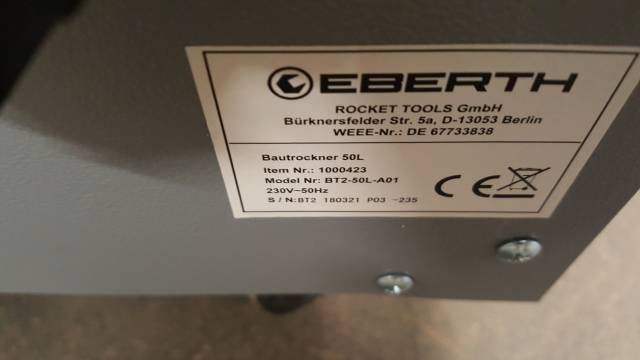 EBERTH
ROCKET TOOLS GmbH
Bürknersfelder Str. 5a, D-13053 Berlin
WEEE-Nr.: DE 67733838
Bautrockner 50L
Item Nr.: 1000423
Model Nr: BT2-50L-A01
230V~50Hz
S / N:BT2 180321 P03 -235
CE